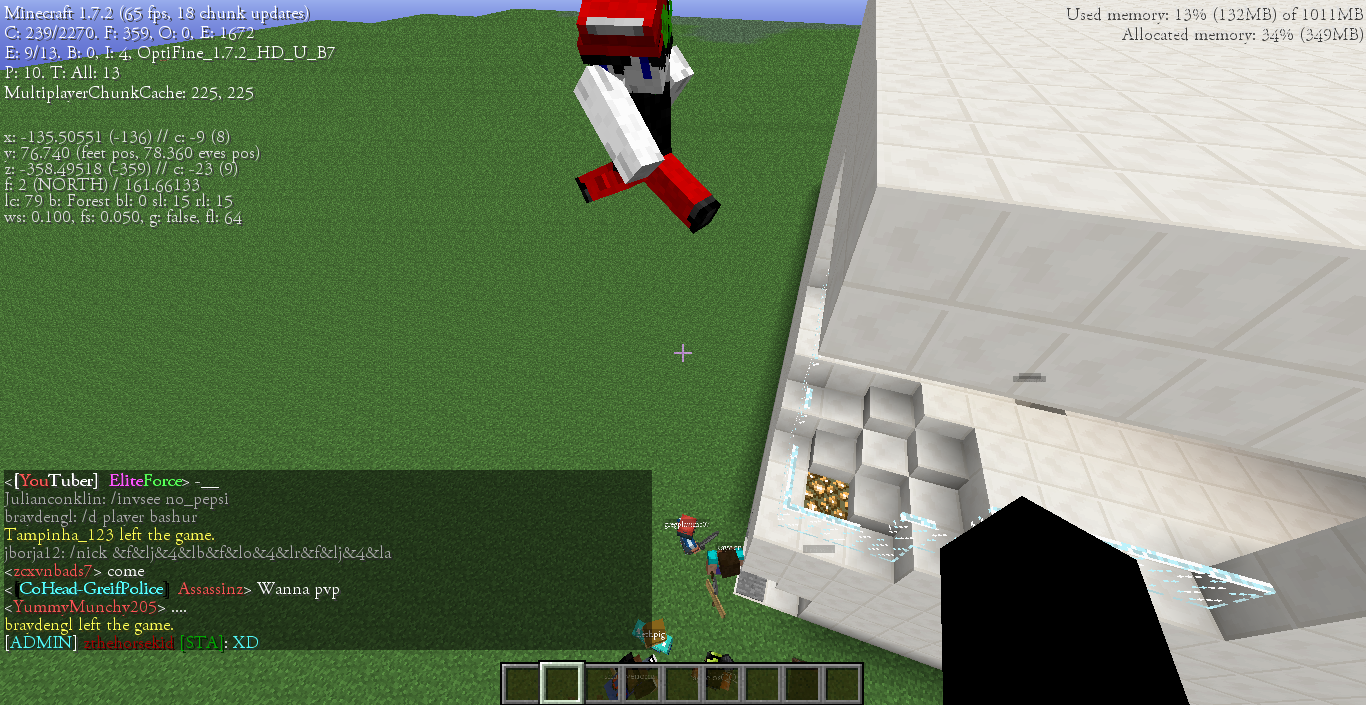 Minecraft 1.7.2 (65 fps, 18 chunk updates)
C: 239/2270. F: 359, O: 0, E: 1672
E: 9/13. B: 0, I: 4, OptiFine_1.7.2_HD_U_B7
P: 10. T: All: 13
MultiplayerChunkCache: 225, 225
x: -135.50551 (-136) // c: -9 (8)
y: 76.740 (feet pos, 78.360 eyes pos)
z: -358.49518 (-359) // c: -23 (9)
f: 2 (NORTH) / 161.66133
lc: 79 b: Forest bl: 0 sl: 15 rl: 15
ws: 0.100, fs: 0.050, g: false, fl: 64
Used memory: 13% (132MB) of 1011MB
Allocated memory: 34% (349MB)
<[YouTuber] EliteForce> -__
Julianconklin: /invsee no_pepsi
braydengl: /d player bashur
Tampinha_123 left the game.
jborja12: /nick &f&lj&4&lb&f&lo&4&lr&f&lj&4&la
<zcxvnbads7> come
<[CoHead-GreifPolice] Assassinz> Wanna pvp
<YummyMunchy205> ....
braydengl left the game.
[ADMIN] [STA]: XD